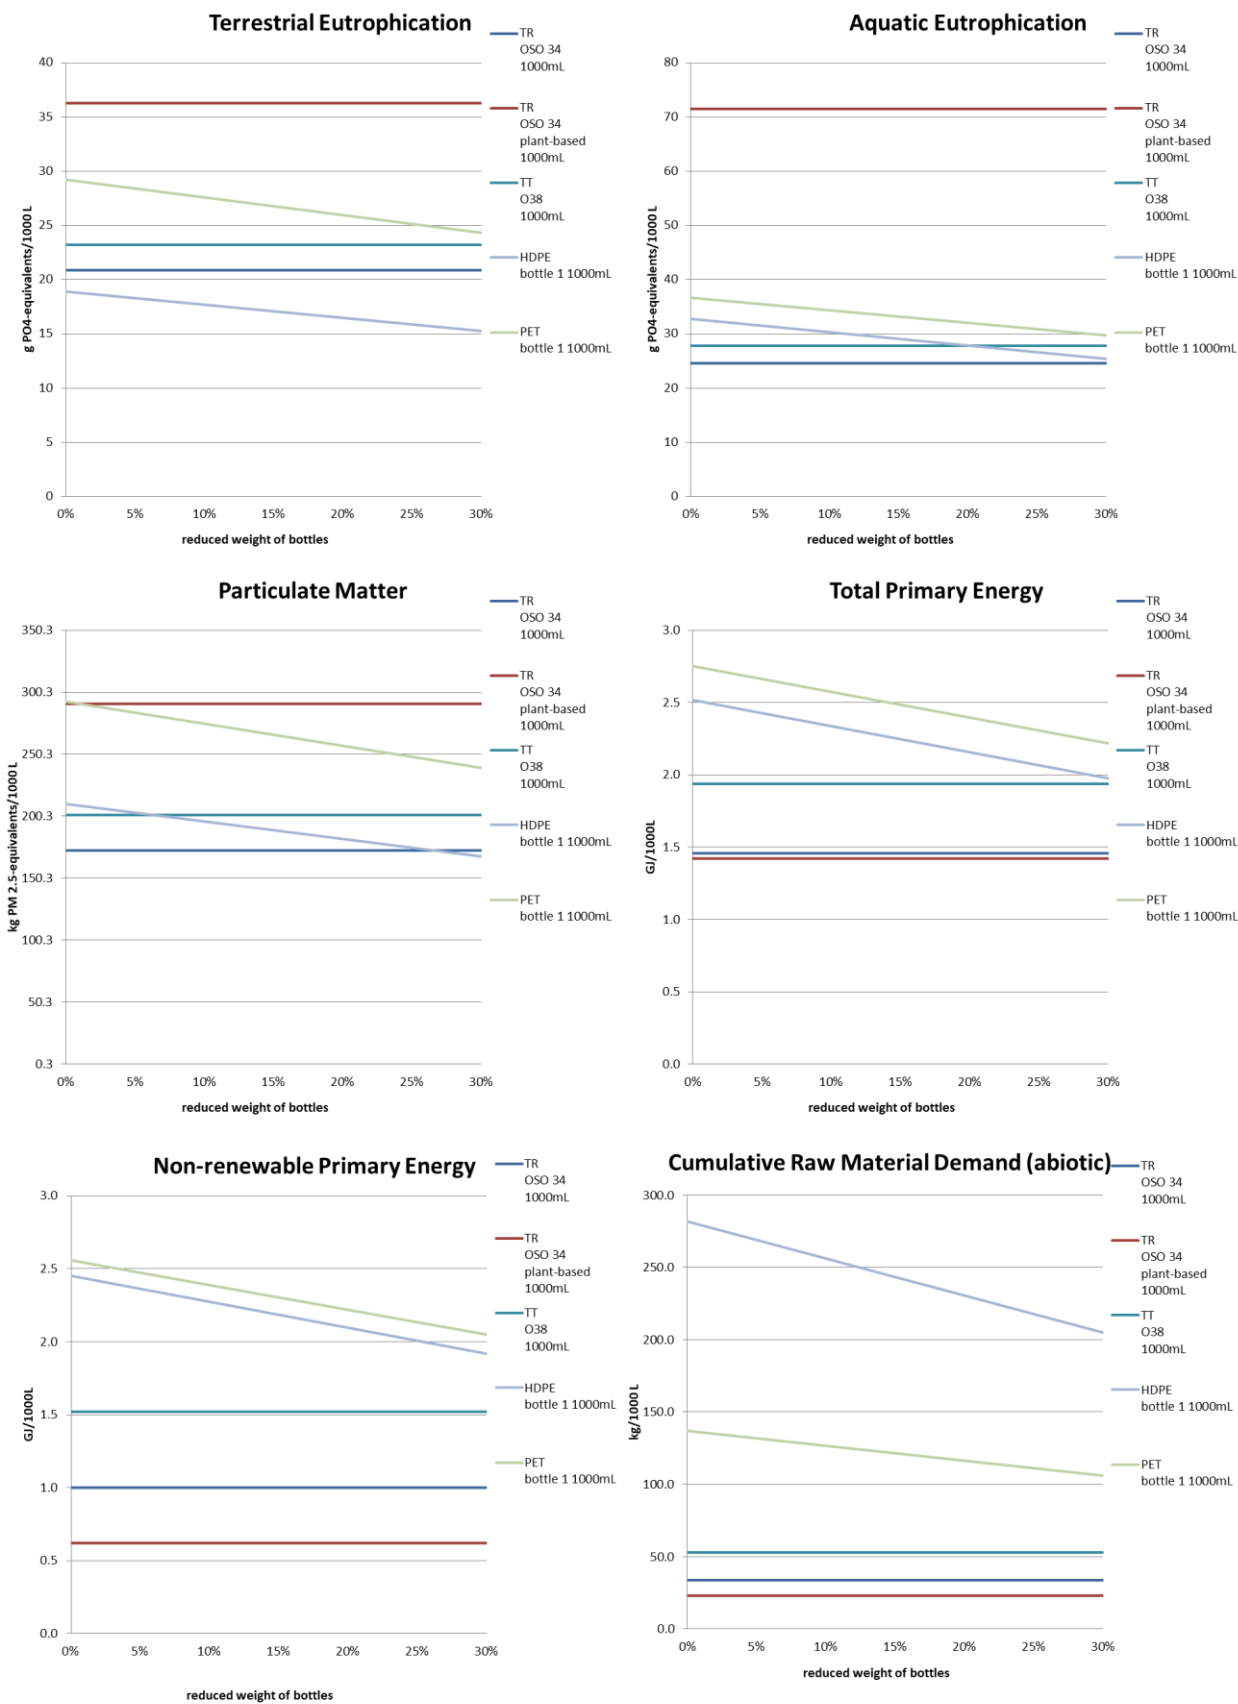 Terrestrial Eutrophication
TR
OSO 34
1000mL
TR
OSO 34
plant-based
1000mL
TT
O38
1000mL
HDPE
bottle 1 1000mL
PET
bottle 1 1000mL
g PO4-equivalents/1000 L
40
35
30
25
20
15
10
5
0
0% 5% 10% 15% 20% 25% 30%
reduced weight of bottles
Aquatic Eutrophication
TR
OSO 34
1000mL
TR
OSO 34
plant-based
1000mL
TT
O38
1000mL
HDPE
bottle 1 1000mL
PET
bottle 1 1000mL
g PO4-equivalents/1000 L
80
70
60
50
40
30
20
10
0
0% 5% 10% 15% 20% 25% 30%
reduced weight of bottles
Particulate Matter
TR
OSO 34
1000mL
TR
OSO 34
plant-based
1000mL
TT
O38
1000mL
HDPE
bottle 1 1000mL
PET
bottle 1 1000mL
kg PM 2.5-equivalents/1000 L
350.3
300.3
250.3
200.3
150.3
100.3
50.3
0.3
0% 5% 10% 15% 20% 25% 30%
reduced weight of bottles
Total Primary Energy
TR
OSO 34
1000mL
TR
OSO 34
plant-based
1000mL
TT
O38
1000mL
HDPE
bottle 1 1000mL
PET
bottle 1 1000mL
GJ/1000L
3.0
2.5
2.0
1.5
1.0
0.5
0.0
0% 5% 10% 15% 20% 25% 30%
reduced weight of bottles
Non-renewable Primary Energy
TR
OSO 34
1000mL
TR
OSO 34
plant-based
1000mL
TT
O38
1000mL
HDPE
bottle 1 1000mL
PET
bottle 1 1000mL
GJ/1000L
3.0
2.5
2.0
1.5
1.0
0.5
0.0
0% 5% 10% 15% 20% 25% 30%
reduced weight of bottles
Cumulative Raw Material Demand (abiotic)
TR
OSO 34
1000mL
TR
OSO 34
plant-based
1000mL
TT
O38
1000mL
HDPE
bottle 1 1000mL
PET
bottle 1 1000mL
kg/1000 L
300.0
250.0
200.0
150.0
100.0
50.0
0.0
0% 5% 10% 15% 20% 25% 30%
reduced weight of bottles